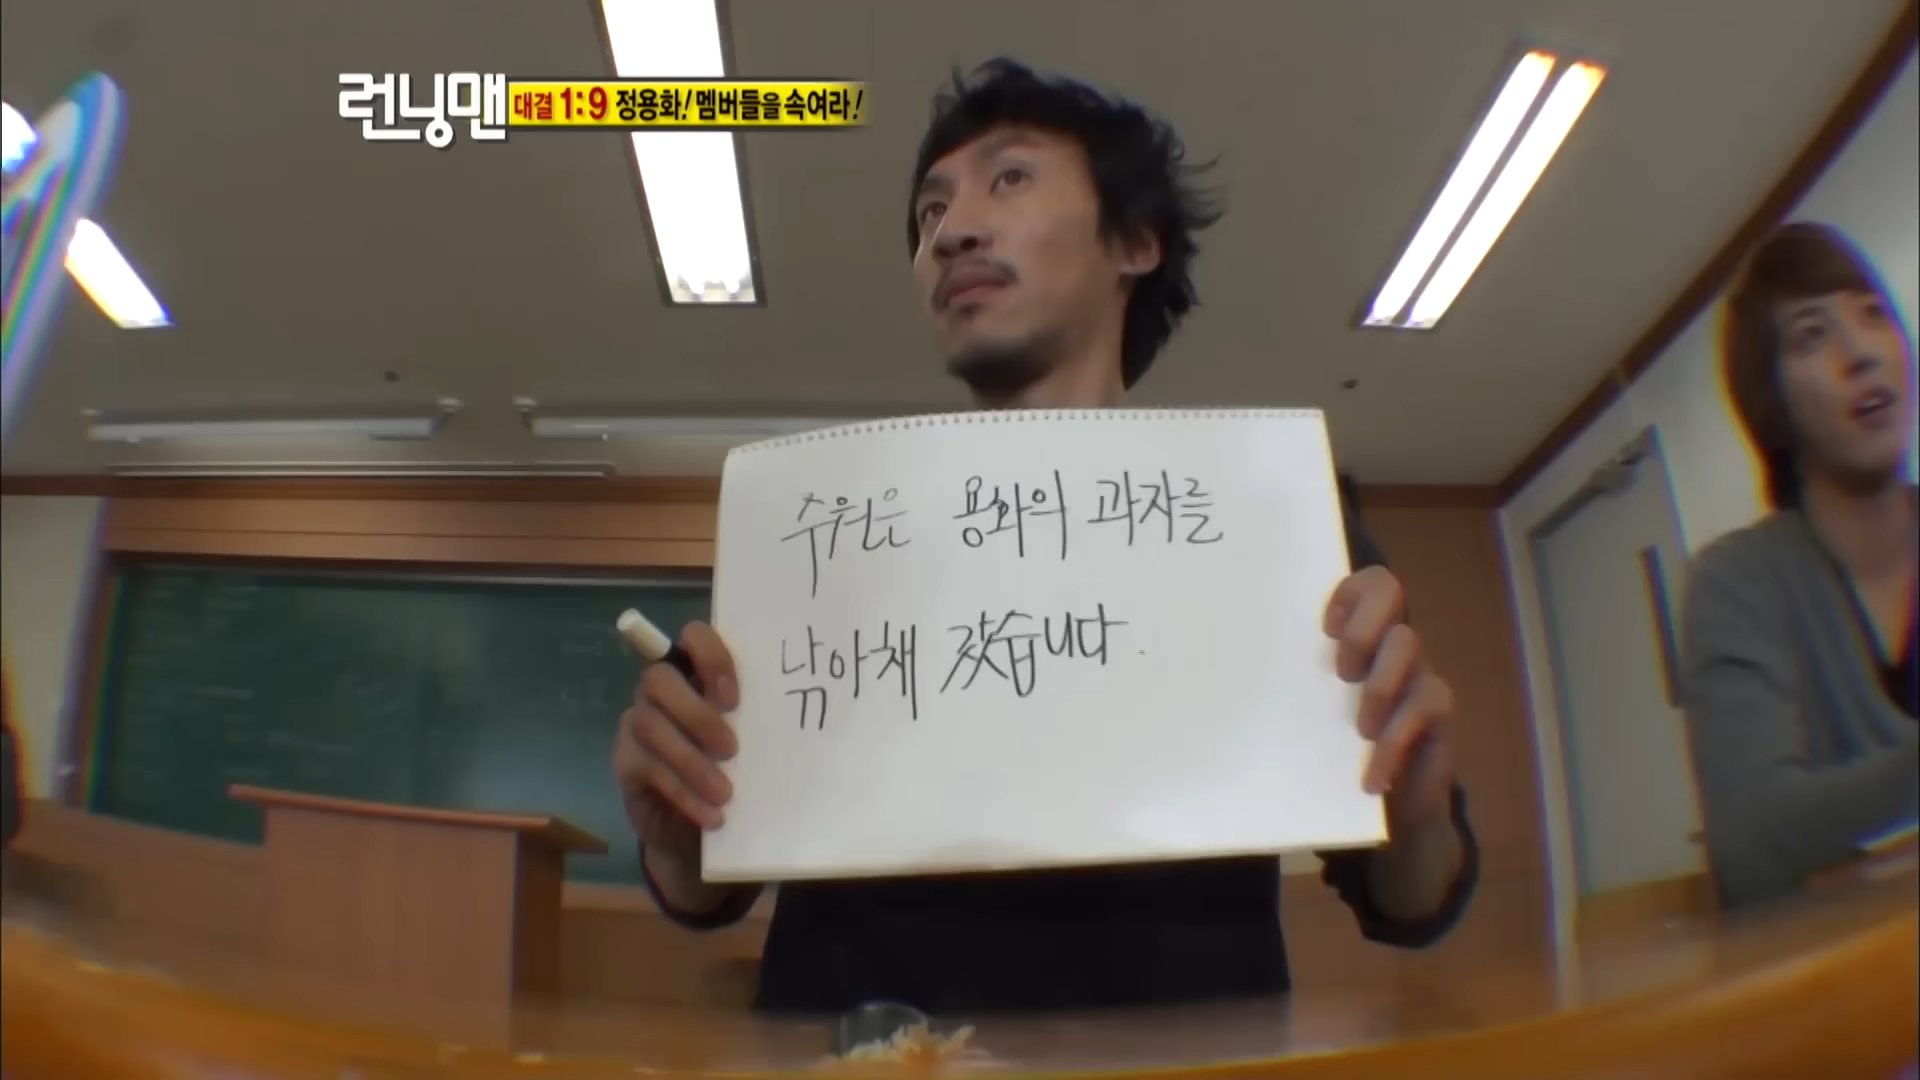 런닝맨 대결 1:9 정용화! 멤버들을 속여라!
수원은 용화의 과자를
낚아채 갔습니다.